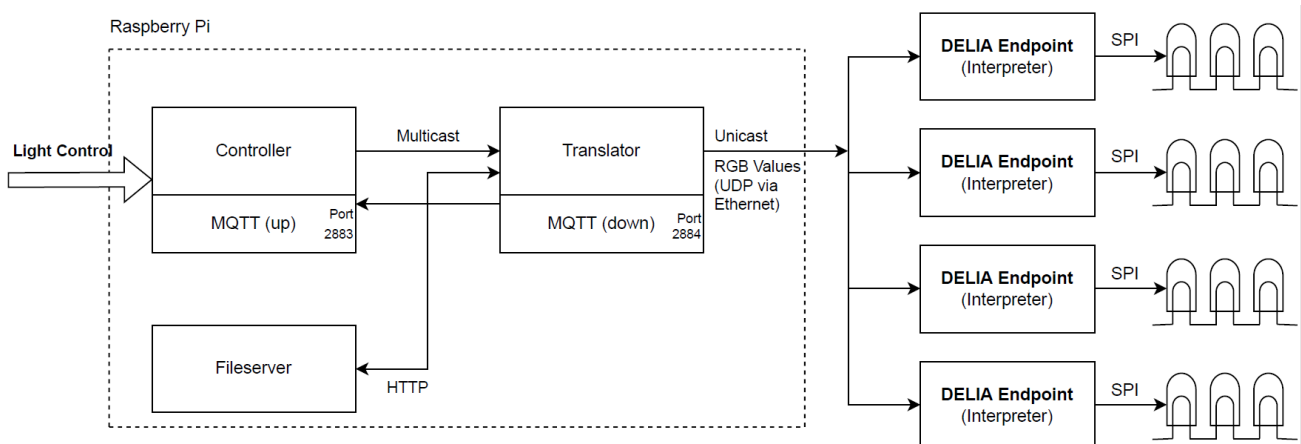 Raspberry Pi
Light Control
Controller
MQTT (up)
Port
2883
Multicast
Translator
MQTT (down)
Port
2884
Fileserver
HTTP
Unicast
RGB Values
(UDP via
Ethernet)
DELIA Endpoint
(Interpreter)
SPI
DELIA Endpoint
(Interpreter)
SPI
DELIA Endpoint
(Interpreter)
SPI
DELIA Endpoint
(Interpreter)
SPI